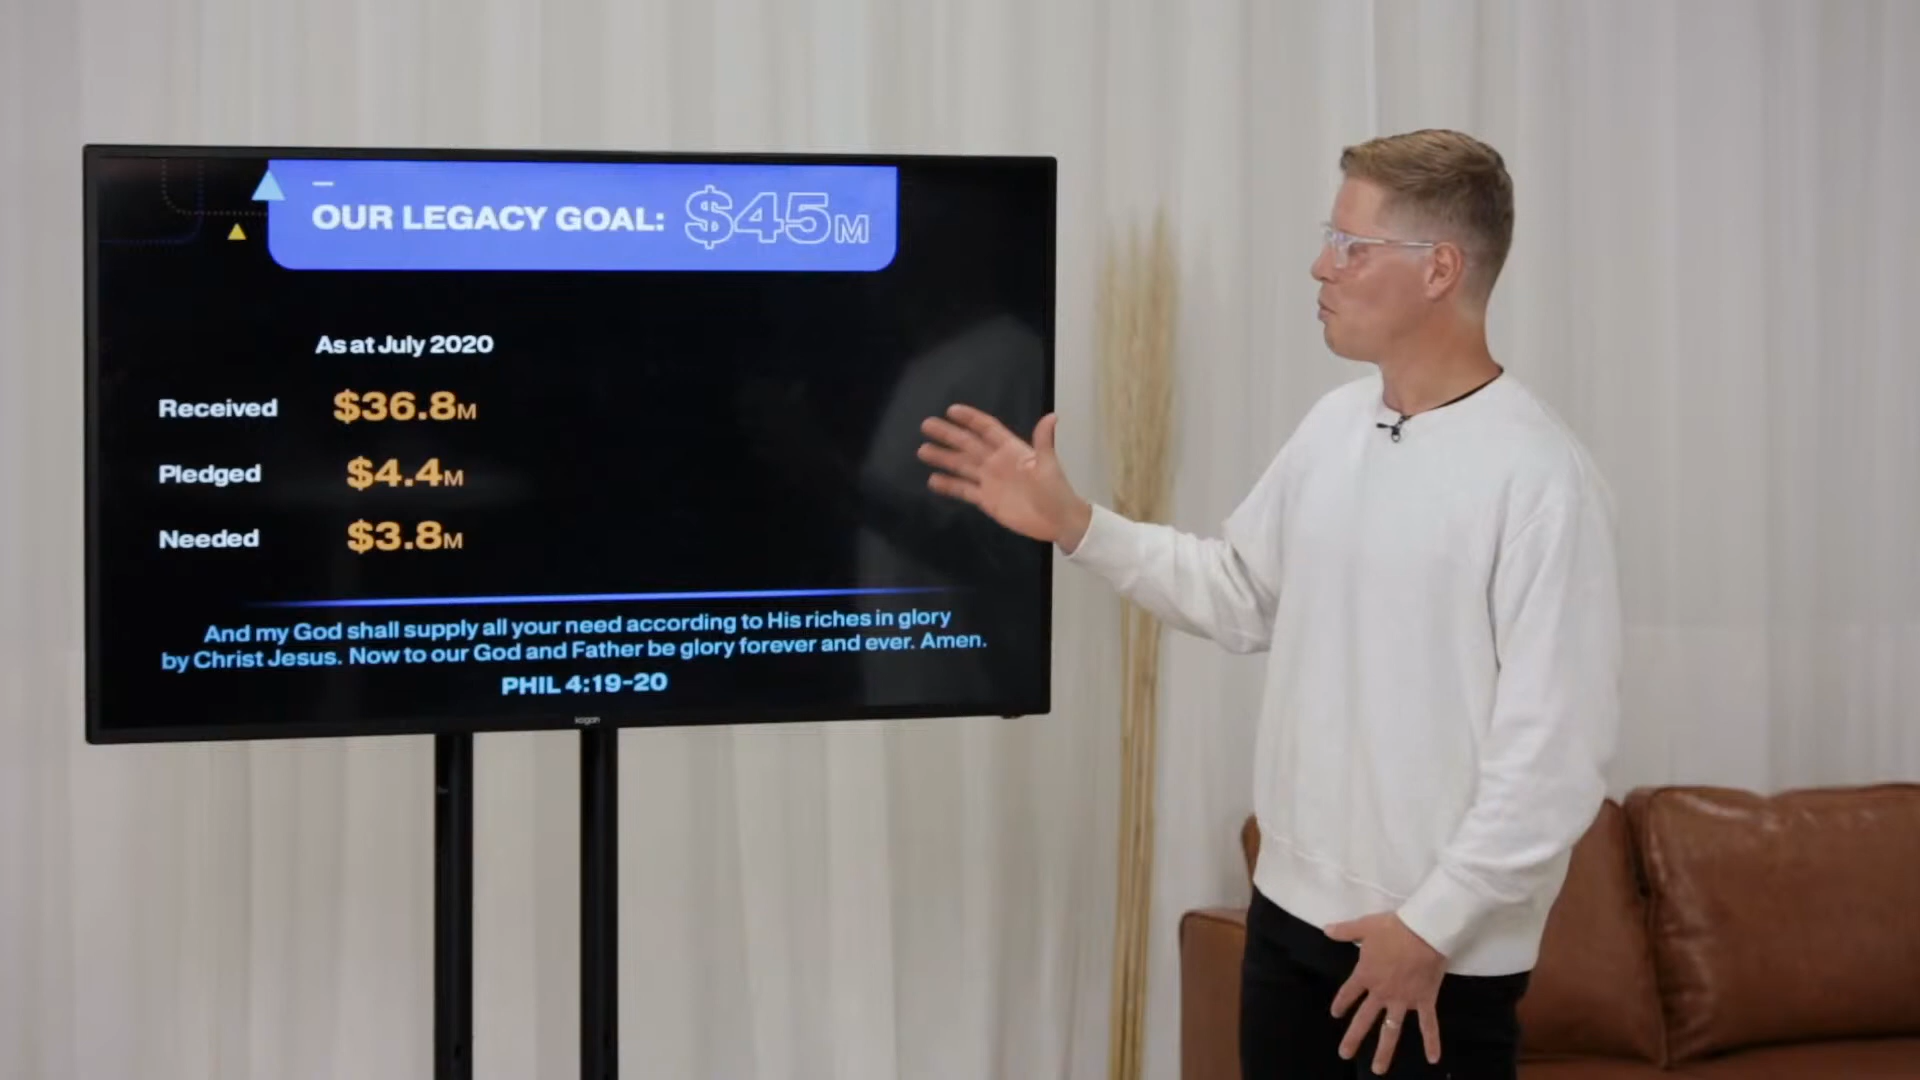 OUR LEGACY GOAL: $45M
As at July 2020
Received $36.8M
Pledged $4.4M
Needed $3.8M
And my God shall supply all your need according to His riches in glory
by Christ Jesus. Now to our God and Father be glory forever and ever. Amen.
PHIL 4:19-20
kogan